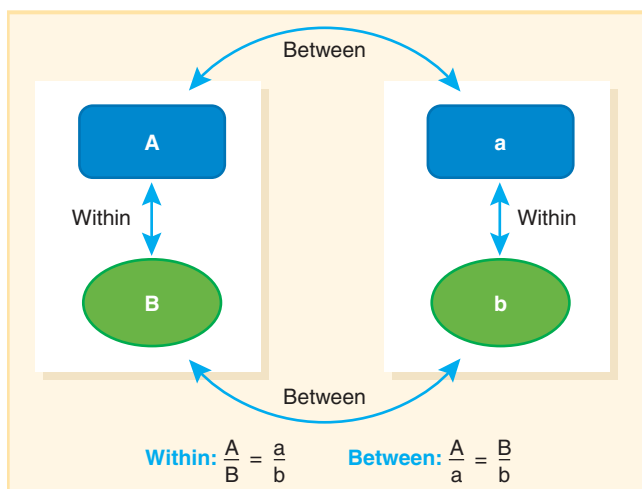 Between
A
a
Within
Within
B
b
Between
Within: A/B = a/b Between: A/a = B/b